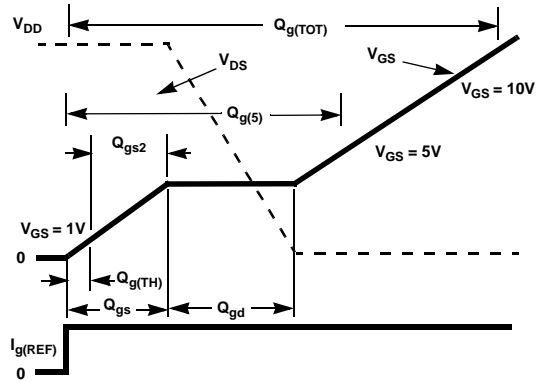 V_DD
Q_g(TOT)
V_DS
V_GS
V_GS = 10V
Q_g(5)
Q_gs2
V_GS = 5V
V_GS = 1V
0
Q_g(TH)
Q_gs
Q_gd
I_g(REF)
0